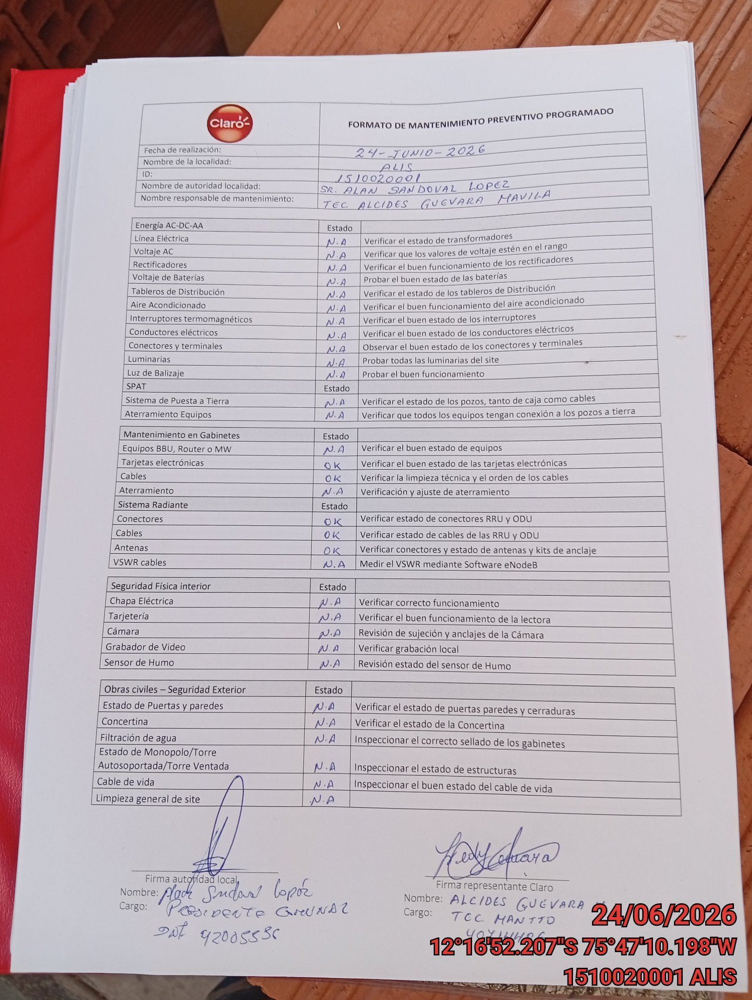 Claro
FORMATO DE MANTENIMIENTO PREVENTIVO PROGRAMADO
Fecha de realización: 24-JUNIO-2026
Nombre de la localidad: ALIS
ID: 1510020001
Nombre de autoridad localidad: SR. ALAN SANDOVAL LOPEZ
Nombre responsable de mantenimiento: TEC ALCIDES GUEVARA MAVILA
Energía AC-DC-AA Estado
Línea Eléctrica N.A Verificar el estado de transformadores
Voltaje AC N.A Verificar que los valores de voltaje estén en el rango
Rectificadores N.A Verificar el buen funcionamiento de los rectificadores
Voltaje de Baterías N.A Probar el buen estado de las baterías
Tableros de Distribución N.A Verificar el estado de los tableros de Distribución
Aire Acondicionado N.A Verificar el buen funcionamiento del aire acondicionado
Interruptores termomagnéticos N.A Verificar el buen estado de los interruptores
Conductores eléctricos N.A Verificar el buen estado de los conductores eléctricos
Conectores y terminales N.A Observar el buen estado de los conectores y terminales
Luminarias N.A Probar todas las luminarias del site
Luz de Balizaje N.A Probar el buen funcionamiento
SPAT Estado
Sistema de Puesta a Tierra N.A Verificar el estado de los pozos, tanto de caja como cables
Aterramiento Equipos N.A Verificar que todos los equipos tengan conexión a los pozos a tierra
Mantenimiento en Gabinetes Estado
Equipos BBU, Router o MW N.A Verificar el buen estado de equipos
Tarjetas electrónicas OK Verificar el buen estado de las tarjetas electrónicas
Cables OK Verificar la limpieza técnica y el orden de los cables
Aterramiento N.A Verificación y ajuste de aterramiento
Sistema Radiante Estado
Conectores OK Verificar estado de conectores RRU y ODU
Cables OK Verificar estado de cables de las RRU y ODU
Antenas OK Verificar conectores y estado de antenas y kits de anclaje
VSWR cables N.A Medir el VSWR mediante Software eNodeB
Seguridad Física interior Estado
Chapa Eléctrica N.A Verificar correcto funcionamiento
Tarjetería N.A Verificar el buen funcionamiento de la lectora
Cámara N.A Revisión de sujeción y anclajes de la Cámara
Grabador de Video N.A Verificar grabación local
Sensor de Humo N.A Revisión estado del sensor de Humo
Obras civiles – Seguridad Exterior Estado
Estado de Puertas y paredes N.A Verificar el estado de puertas paredes y cerraduras
Concertina N.A Verificar el estado de la Concertina
Filtración de agua N.A Inspeccionar el correcto sellado de los gabinetes
Estado de Monopolo/Torre
Autosoportada/Torre Ventada N.A Inspeccionar el estado de estructuras
Cable de vida N.A Inspeccionar el buen estado del cable de vida
Limpieza general de site N.A
Firma autoridad local Firma representante Claro
Nombre: Alan Sandoval Lopéz Nombre: ALCIDES GUEVARA
Cargo: PRESIDENTE COMUNAL Cargo: TEC. MANTTO
DNI 42005536
24/06/2026
12°16'52.207"S 75°47'10.198"W
1510020001 ALIS